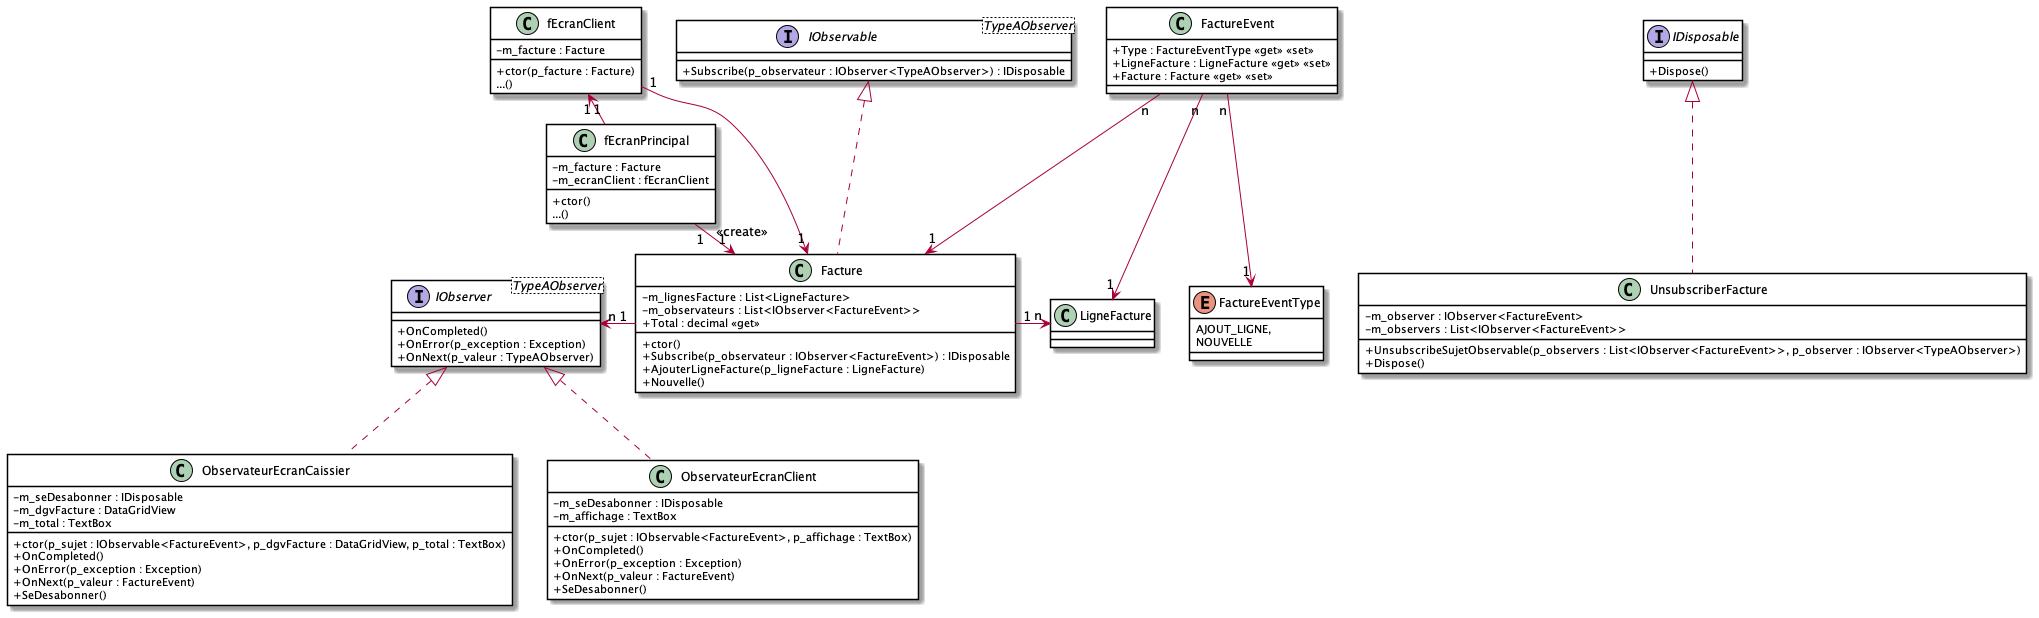 C fEcranClient
-m_facture : Facture
+ctor(p_facture : Facture)
...()
TypeAObserver
I IObservable
+Subscribe(p_observateur : IObserver<TypeAObserver>) : IDisposable
C FactureEvent
+Type : FactureEventType «get» «set»
+LigneFacture : LigneFacture «get» «set»
+Facture : Facture «get» «set»
I IDisposable
+Dispose()
1
1 1
n
n
n
C fEcranPrincipal
-m_facture : Facture
-m_ecranClient : fEcranClient
+ctor()
...()
«create»
1
1
1
1
1
1
TypeAObserver
I IObserver
+OnCompleted()
+OnError(p_exception : Exception)
+OnNext(p_valeur : TypeAObserver)
n 1
C Facture
-m_lignesFacture : List<LigneFacture>
-m_observateurs : List<IObserver<FactureEvent>>
+Total : decimal «get»
+ctor()
+Subscribe(p_observateur : IObserver<FactureEvent>) : IDisposable
+AjouterLigneFacture(p_ligneFacture : LigneFacture)
+Nouvelle()
1 n
C LigneFacture
E FactureEventType
AJOUT_LIGNE,
NOUVELLE
C UnsubscriberFacture
-m_observer : IObserver<FactureEvent>
-m_observers : List<IObserver<FactureEvent>>
+UnsubscribeSujetObservable(p_observers : List<IObserver<FactureEvent>>, p_observer : IObserver<TypeAObserver>)
+Dispose()
C ObservateurEcranCaissier
-m_seDesabonner : IDisposable
-m_dgvFacture : DataGridView
-m_total : TextBox
+ctor(p_sujet : IObservable<FactureEvent>, p_dgvFacture : DataGridView, p_total : TextBox)
+OnCompleted()
+OnError(p_exception : Exception)
+OnNext(p_valeur : FactureEvent)
+SeDesabonner()
C ObservateurEcranClient
-m_seDesabonner : IDisposable
-m_affichage : TextBox
+ctor(p_sujet : IObservable<FactureEvent>, p_affichage : TextBox)
+OnCompleted()
+OnError(p_exception : Exception)
+OnNext(p_valeur : FactureEvent)
+SeDesabonner()